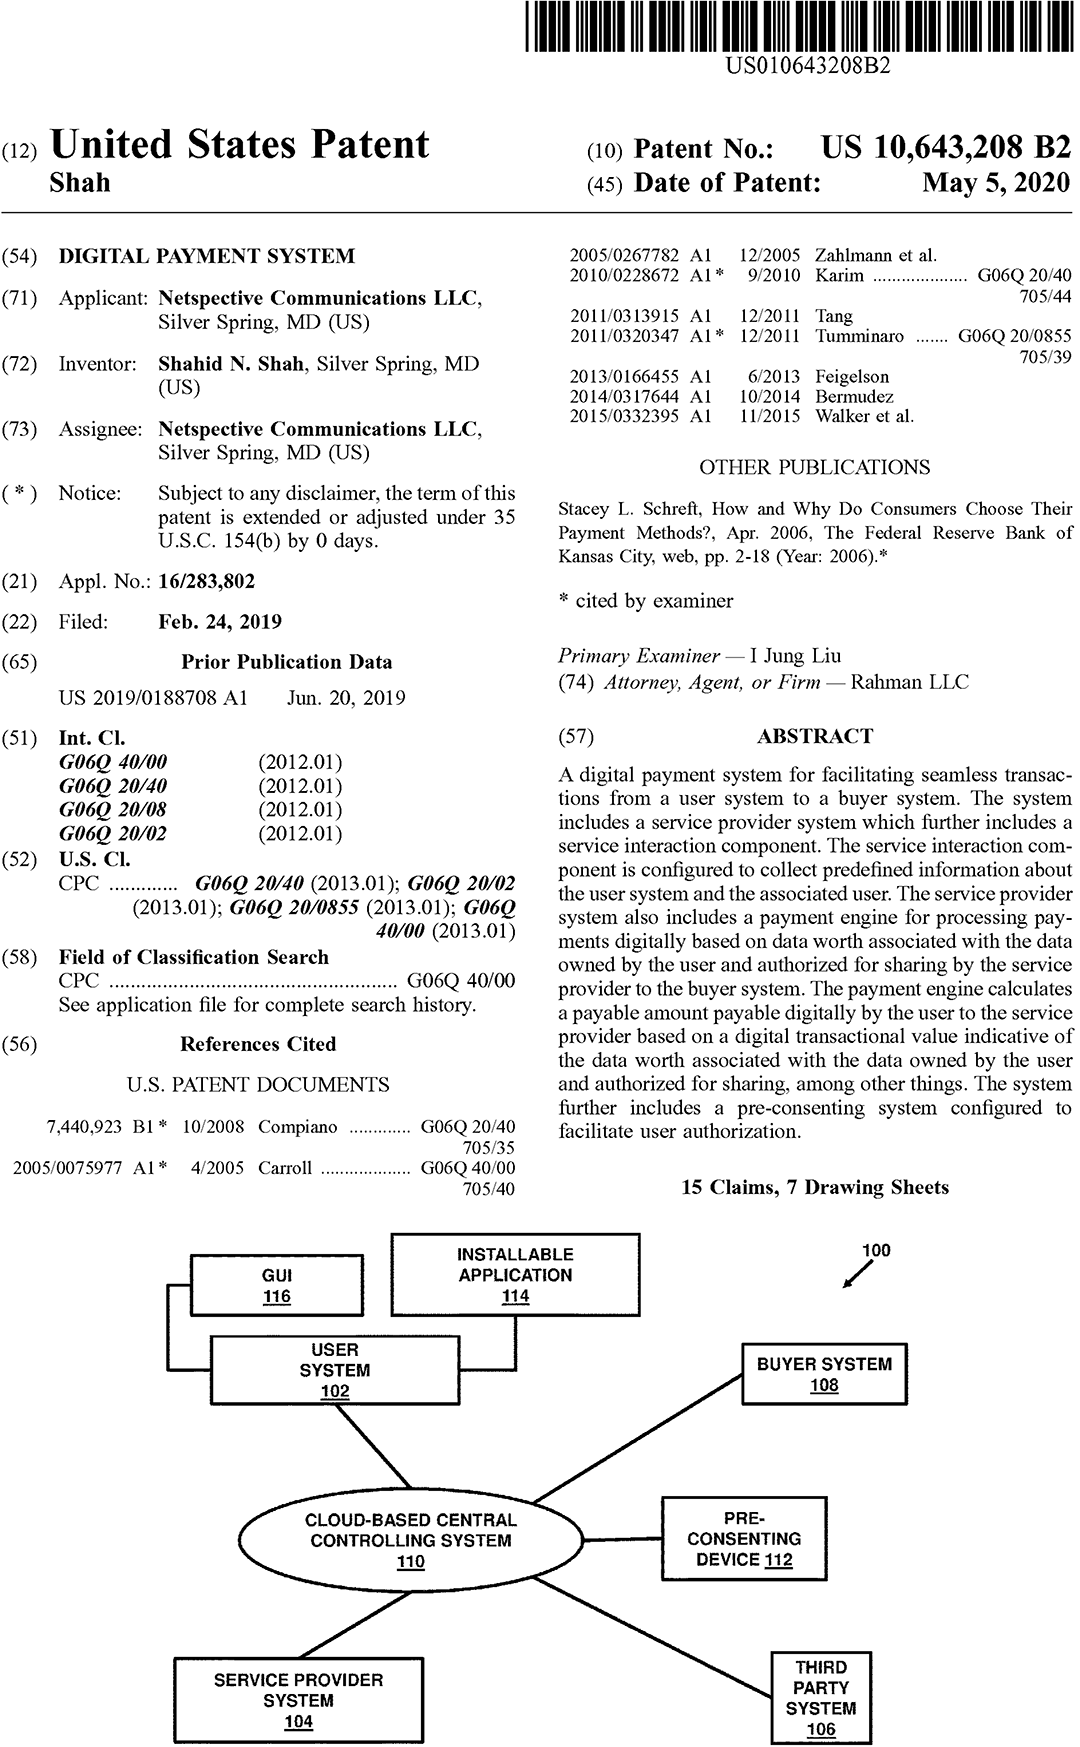 US010643208B2
(12) United States Patent
Shah
(10) Patent No.: US 10,643,208 B2
(45) Date of Patent: May 5, 2020
(54) DIGITAL PAYMENT SYSTEM
(71) Applicant: Netspective Communications LLC,
Silver Spring, MD (US)
(72) Inventor: Shahid N. Shah, Silver Spring, MD
(US)
(73) Assignee: Netspective Communications LLC,
Silver Spring, MD (US)
( * ) Notice: Subject to any disclaimer, the term of this
patent is extended or adjusted under 35
U.S.C. 154(b) by 0 days.
(21) Appl. No.: 16/283,802
(22) Filed: Feb. 24, 2019
(65) Prior Publication Data
US 2019/0188708 A1 Jun. 20, 2019
(51) Int. Cl.
G06Q 40/00 (2012.01)
G06Q 20/40 (2012.01)
G06Q 20/08 (2012.01)
G06Q 20/02 (2012.01)
(52) U.S. Cl.
CPC ............. G06Q 20/40 (2013.01); G06Q 20/02
(2013.01); G06Q 20/0855 (2013.01); G06Q
40/00 (2013.01)
(58) Field of Classification Search
CPC .................................................... G06Q 40/00
See application file for complete search history.
(56) References Cited
U.S. PATENT DOCUMENTS
7,440,923 B1 * 10/2008 Compiano ............. G06Q 20/40
705/35
2005/0075977 A1 * 4/2005 Carroll ................... G06Q 40/00
705/40
2005/0267782 A1 12/2005 Zahlmann et al.
2010/0228672 A1 * 9/2010 Karim .................... G06Q 20/40
705/44
2011/0313915 A1 12/2011 Tang
2011/0320347 A1 * 12/2011 Tumminaro ....... G06Q 20/0855
705/39
2013/0166455 A1 6/2013 Feigelson
2014/0317644 A1 10/2014 Bermudez
2015/0332395 A1 11/2015 Walker et al.
OTHER PUBLICATIONS
Stacey L. Schreft, How and Why Do Consumers Choose Their
Payment Methods?, Apr. 2006, The Federal Reserve Bank of
Kansas City, web, pp. 2-18 (Year: 2006).*
* cited by examiner
Primary Examiner — I Jung Liu
(74) Attorney, Agent, or Firm — Rahman LLC
(57) ABSTRACT
A digital payment system for facilitating seamless transac-
tions from a user system to a buyer system. The system
includes a service provider system which further includes a
service interaction component. The service interaction com-
ponent is configured to collect predefined information about
the user system and the associated user. The service provider
system also includes a payment engine for processing pay-
ments digitally based on data worth associated with the data
owned by the user and authorized for sharing by the service
provider to the buyer system. The payment engine calculates
a payable amount payable digitally by the user to the service
provider based on a digital transactional value indicative of
the data worth associated with the data owned by the user
and authorized for sharing, among other things. The system
further includes a pre-consenting system configured to
facilitate user authorization.
15 Claims, 7 Drawing Sheets
100
GUI
116
INSTALLABLE
APPLICATION
114
USER
SYSTEM
102
BUYER SYSTEM
108
CLOUD-BASED CENTRAL
CONTROLLING SYSTEM
110
PRE-
CONSENTING
DEVICE 112
SERVICE PROVIDER
SYSTEM
104
THIRD
PARTY
SYSTEM
106